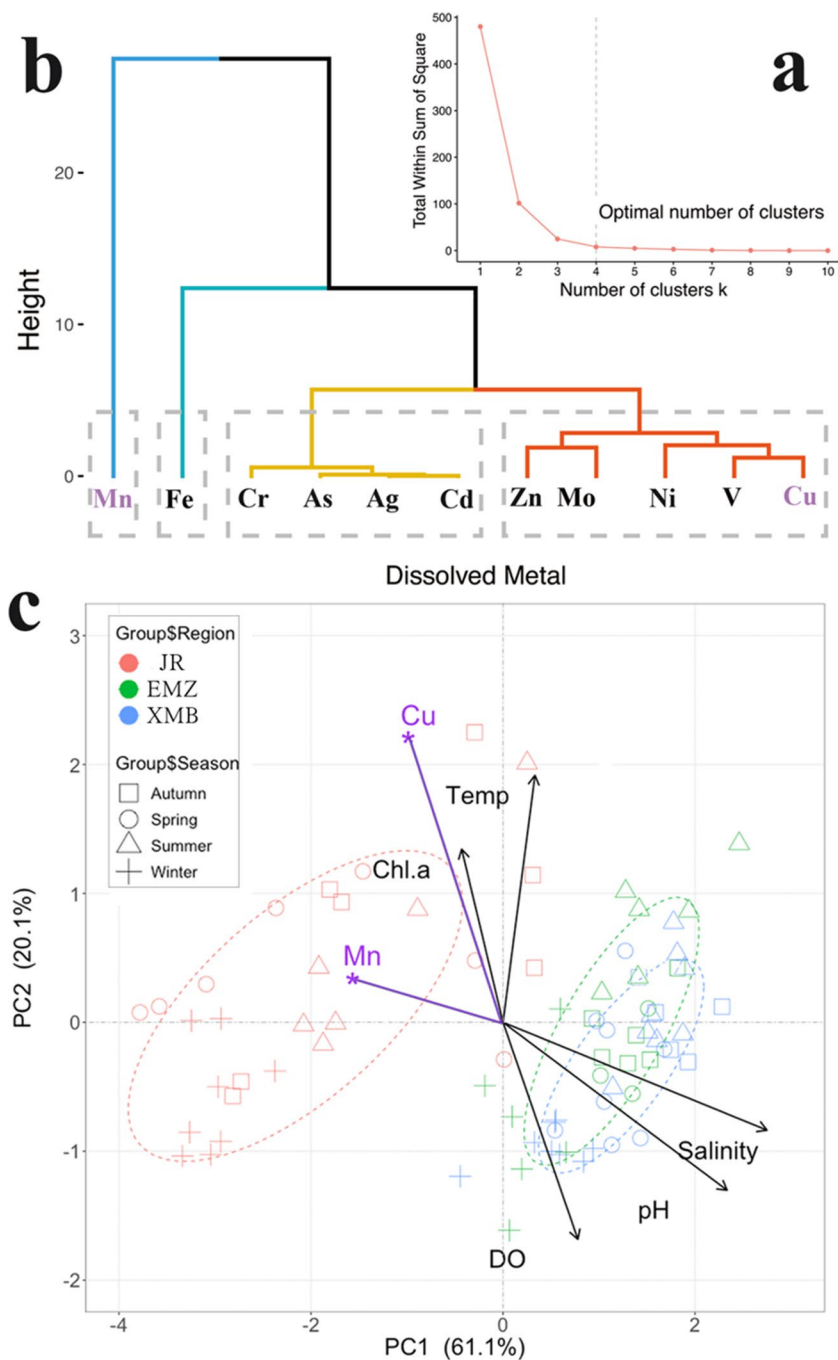 b
a
Total Within Sum of Square
500
400
300
200
100
0
Optimal number of clusters
1 2 3 4 5 6 7 8 9 10
Number of clusters k
Height
20
10
0
Mn Fe Cr As Ag Cd Zn Mo Ni V Cu
Dissolved Metal
c
Group$Region
JR
EMZ
XMB
Group$Season
Autumn
Spring
Summer
Winter
Cu
Temp
Chl.a
Mn
Salinity
pH
DO
PC2 (20.1%)
3
2
1
0
-1
-2
-4 -2 0 2
PC1 (61.1%)